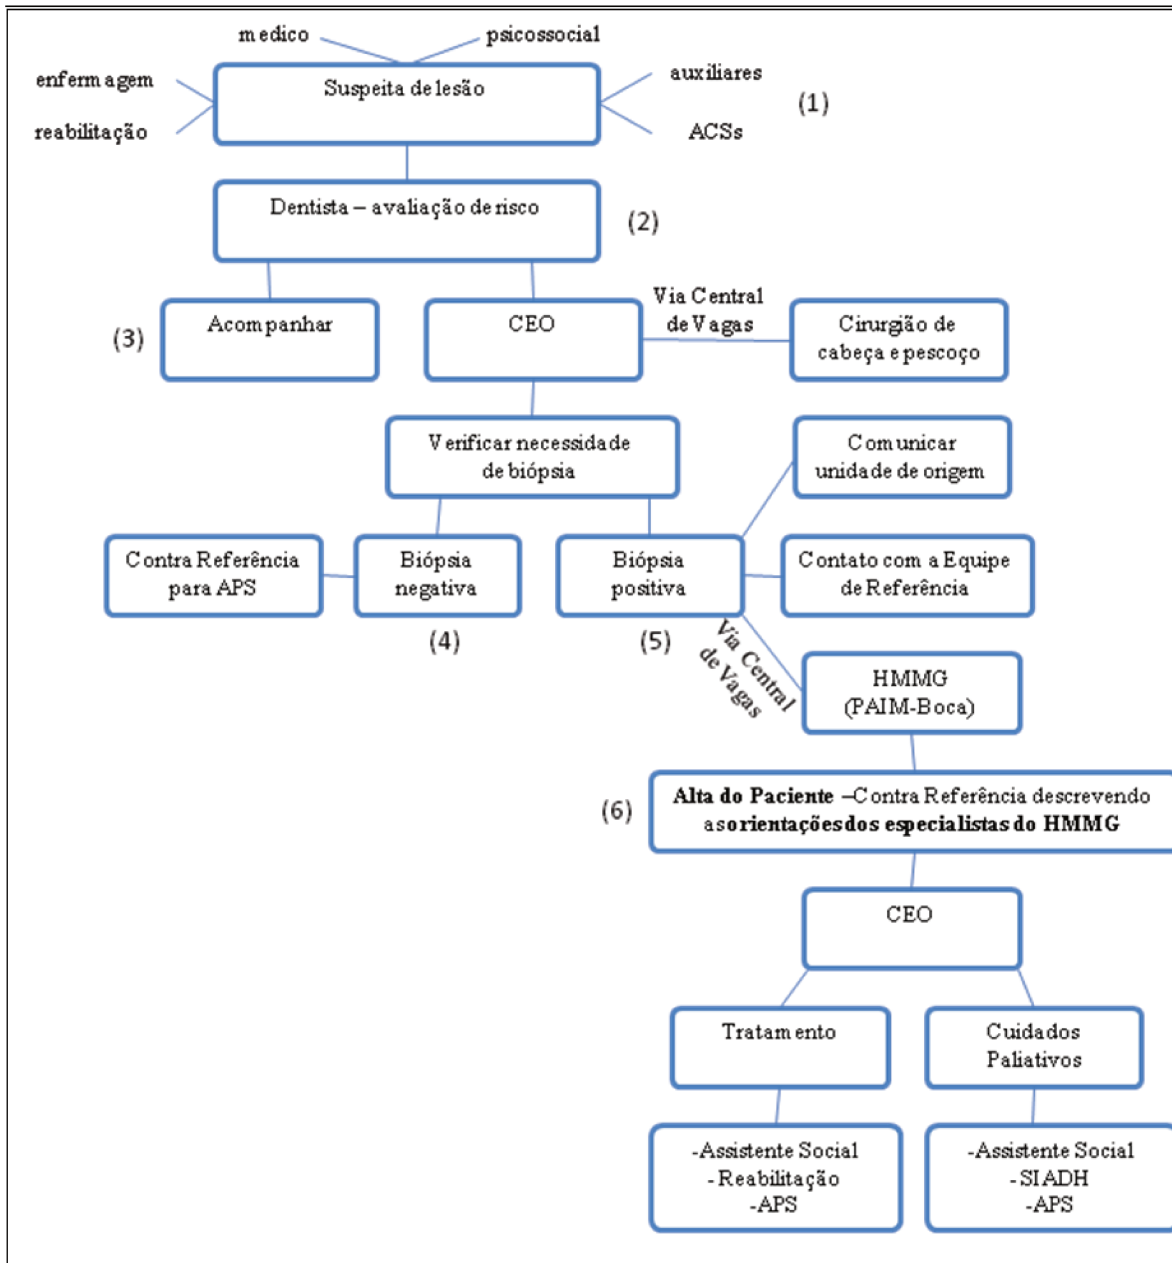 medico
psicossocial
enfermagem
reabilitação
Suspeita de lesão
auxiliares
ACSs
(1)
Dentista – avaliação de risco
(2)
(3)
Acompanhar
CEO
Via Central
de Vagas
Cirurgião de
cabeça e pescoço
Verificar necessidade
de biópsia
Comunicar
unidade de origem
Contra Referência
para APS
Biópsia
negativa
(4)
Biópsia
positiva
(5)
Contato com a Equipe
de Referência
Via Central
de Vagas
HMMG
(PAIM-Boca)
(6)
Alta do Paciente –Contra Referência descrevendo
as orientações dos especialistas do HMMG
CEO
Tratamento
Cuidados
Paliativos
-Assistente Social
-Reabilitação
-APS
-Assistente Social
-SIADH
-APS